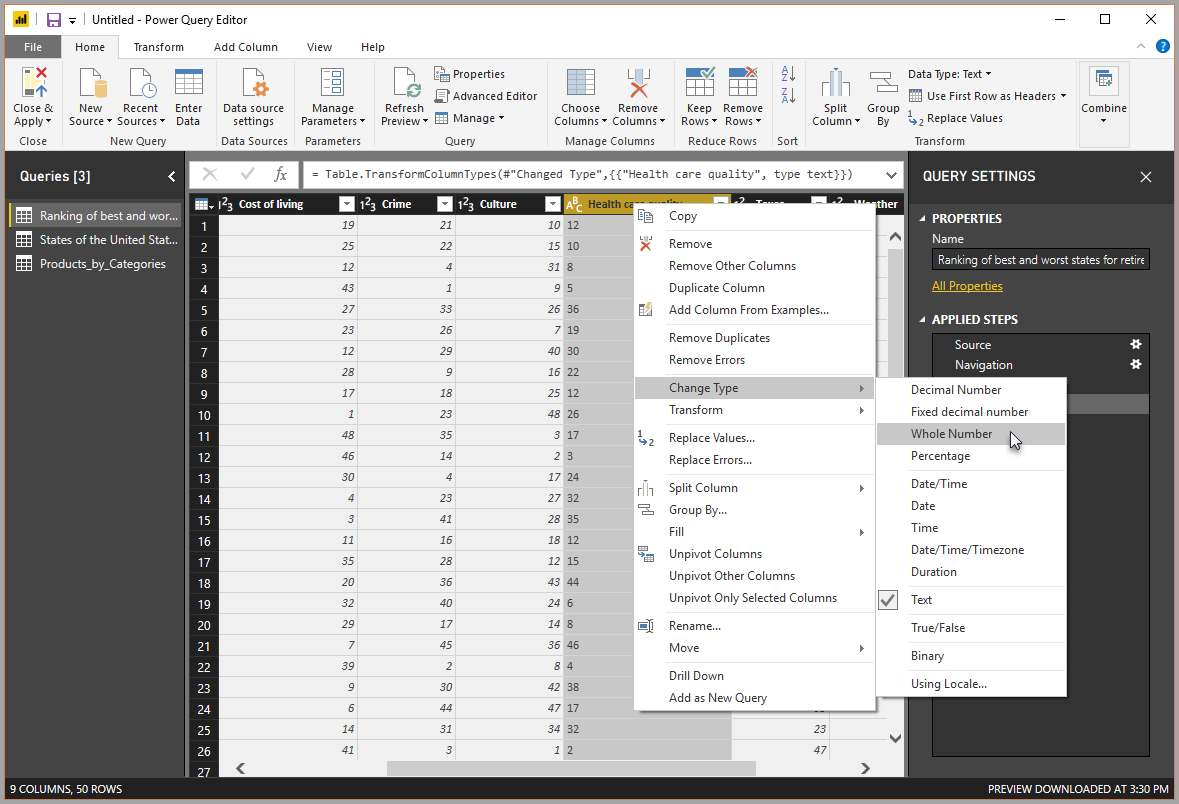 Untitled - Power Query Editor
File Home Transform Add Column View Help
Close & Apply
New Source
Recent Sources
Enter Data
Data source settings
Manage Parameters
Refresh Preview
Properties
Advanced Editor
Manage
Choose Columns
Remove Columns
Keep Rows
Remove Rows
Split Column
Group By
Data Type: Text
Use First Row as Headers
Replace Values
Combine
Close New Query Data Sources Parameters Query Manage Columns Reduce Rows Sort Transform
Queries [3]
Ranking of best and wor...
States of the United Stat...
Products_by_Categories
= Table.TransformColumnTypes(#"Changed Type",{{"Health care quality", type text}})
Cost of living Crime Culture Health care quality Weather
1 19 21 10 12
2 25 22 15 10
3 12 4 31 8
4 43 1 9 5
5 27 33 26 36
6 23 26 7 19
7 12 29 40 30
8 28 9 16 22
9 17 18 25 12
10 1 23 48 26
11 48 35 3 17
12 46 14 2 3
13 30 4 17 24
14 4 23 27 32
15 3 41 28 35
16 11 16 18 12
17 35 28 12 15
18 20 36 43 44
19 32 40 24 6
20 29 17 14 8
21 7 45 36 46
22 39 2 8 4
23 9 30 42 38
24 6 44 47 17
25 14 31 34 32 23
26 41 3 1 2 47
27
Copy
Remove
Remove Other Columns
Duplicate Column
Add Column From Examples...
Remove Duplicates
Remove Errors
Change Type
Transform
Replace Values...
Replace Errors...
Split Column
Group By...
Fill
Unpivot Columns
Unpivot Other Columns
Unpivot Only Selected Columns
Rename...
Move
Drill Down
Add as New Query
Decimal Number
Fixed decimal number
Whole Number
Percentage
Date/Time
Date
Time
Date/Time/Timezone
Duration
Text
True/False
Binary
Using Locale...
QUERY SETTINGS
PROPERTIES
Name
Ranking of best and worst states for retire
All Properties
APPLIED STEPS
Source
Navigation
9 COLUMNS, 50 ROWS
PREVIEW DOWNLOADED AT 3:30 PM